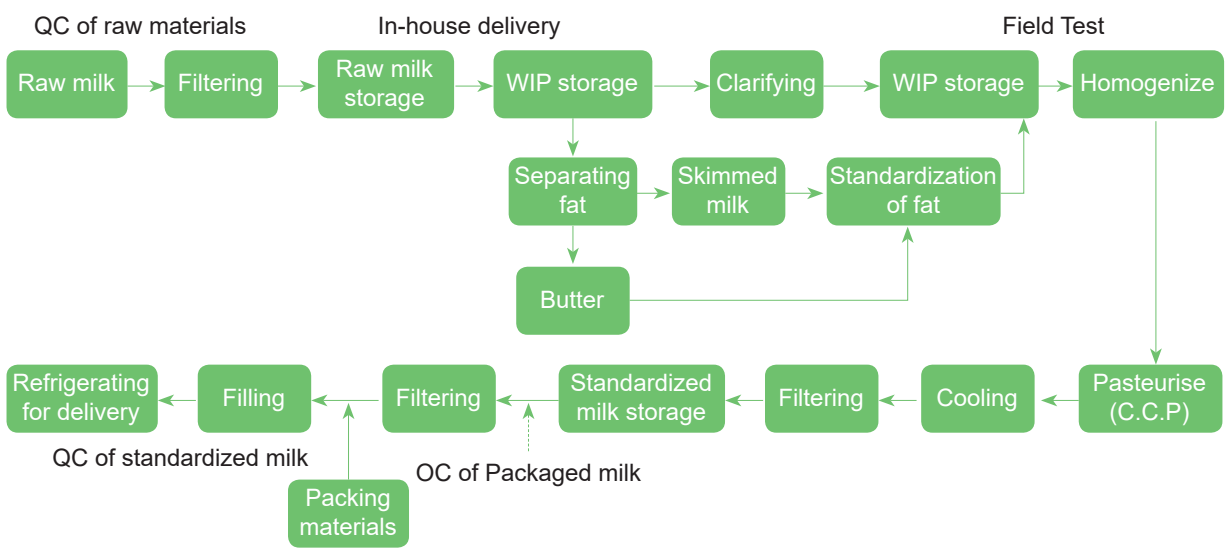 QC of raw materials
In-house delivery
Field Test
Raw milk
Filtering
Raw milk
storage
WIP storage
Clarifying
WIP storage
Homogenize
Separating
fat
Skimmed
milk
Standardization
of fat
Butter
Refrigerating
for delivery
Filling
Filtering
Standardized
milk storage
Filtering
Cooling
Pasteurise
(C.C.P)
QC of standardized milk
OC of Packaged milk
Packing
materials